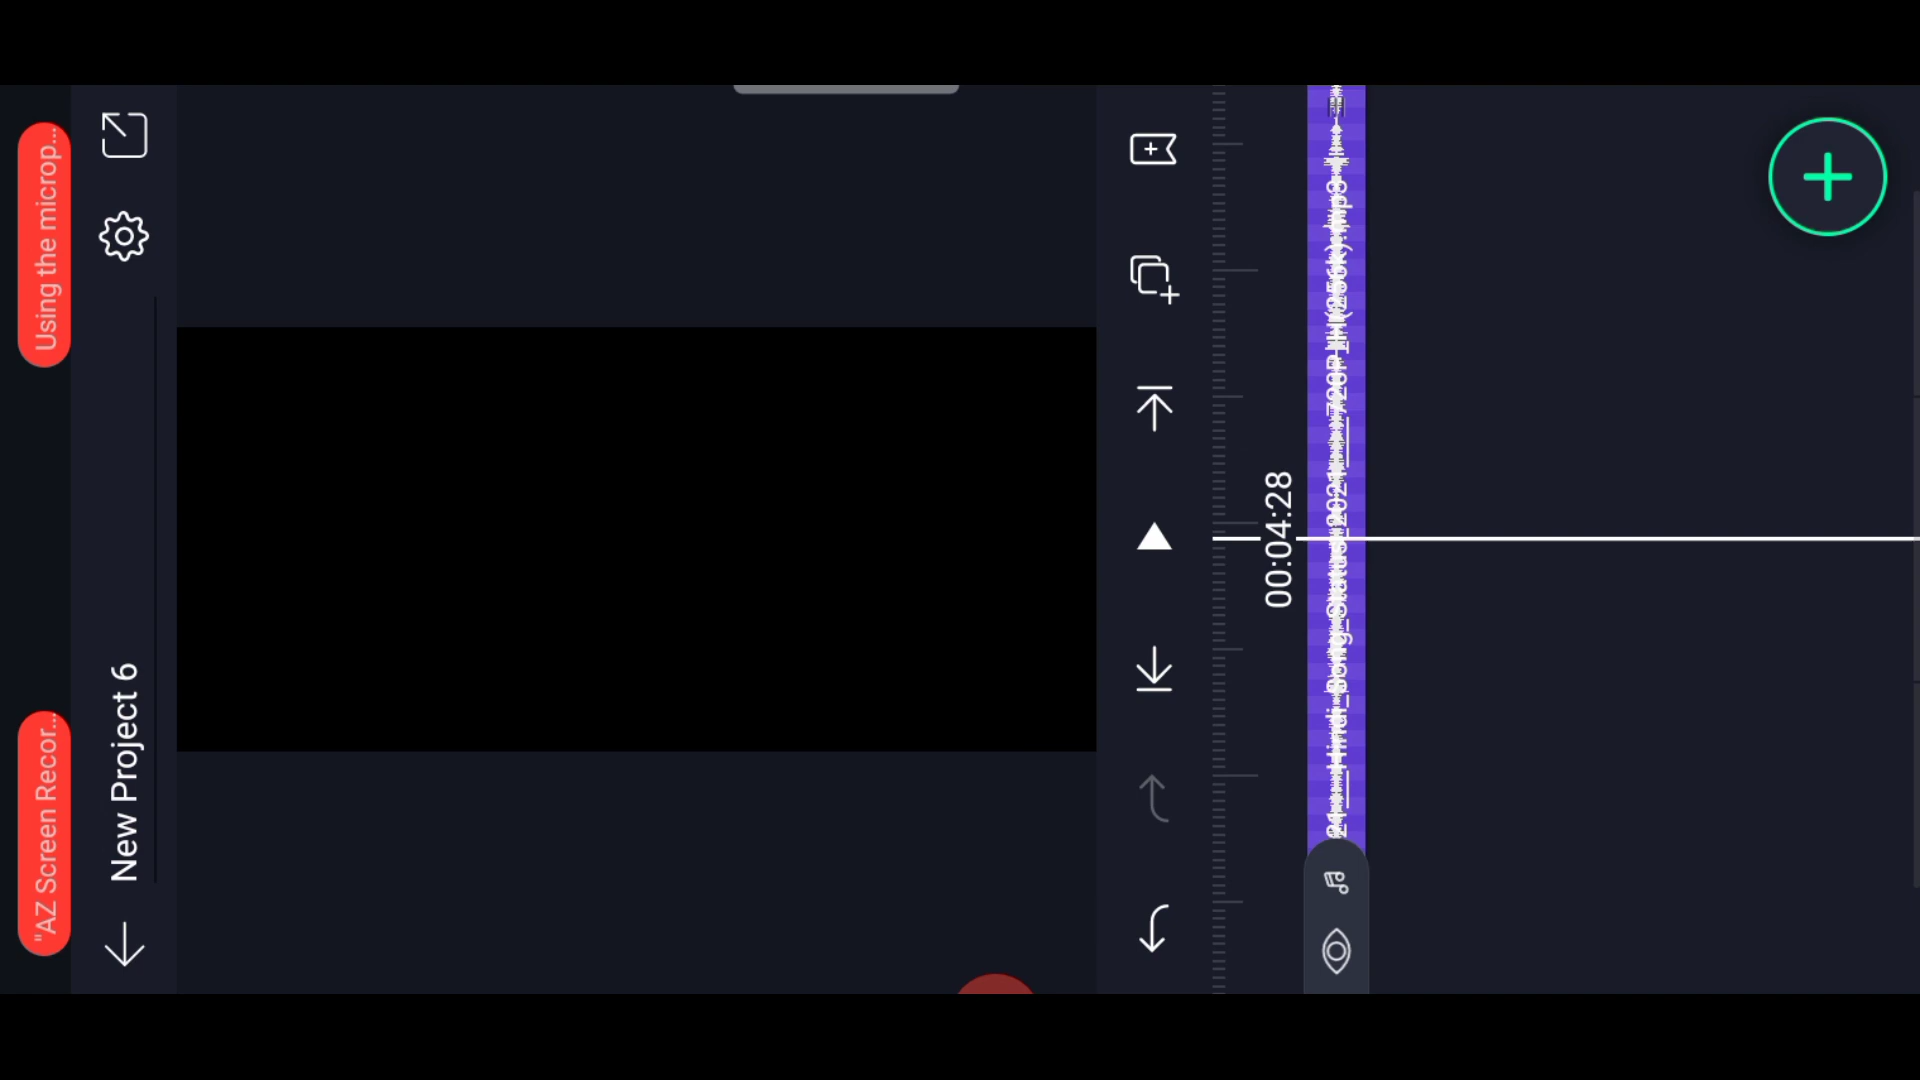 "AZ Screen Recor...
Using the microp...
New Project 6
00:04:28